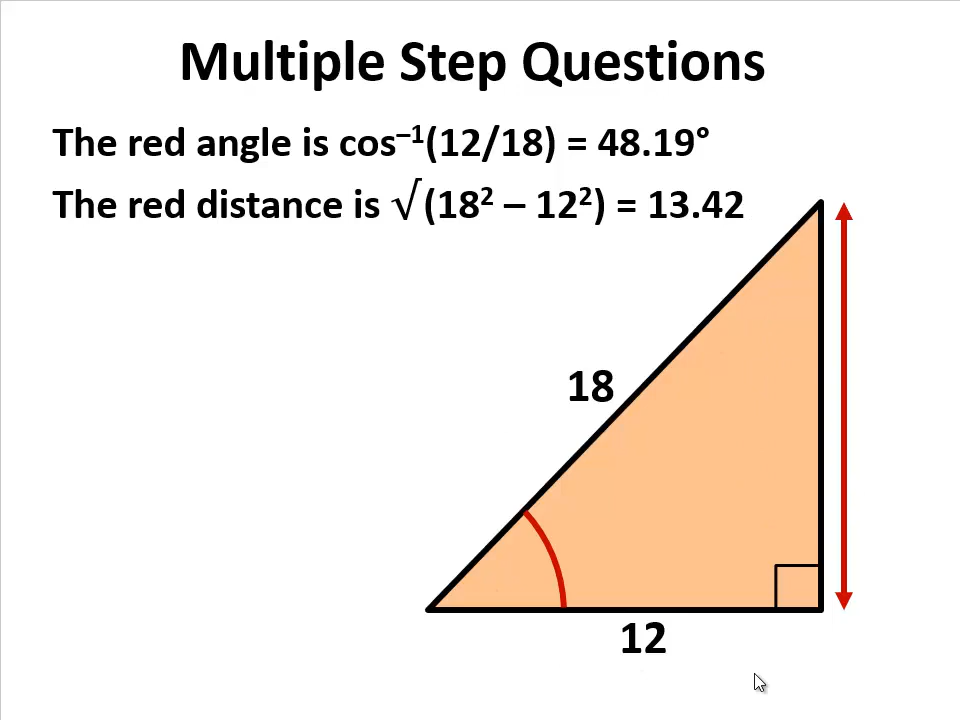 Multiple Step Questions
The red angle is cos⁻¹(12/18) = 48.19°
The red distance is √(18² – 12²) = 13.42
18
12